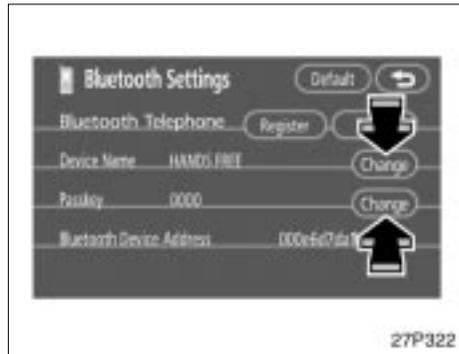 Bluetooth Settings Default
Bluetooth Telephone Register
Device Name HANDS FREE Change
Passkey 0000 Change
Bluetooth Device Address
27P322